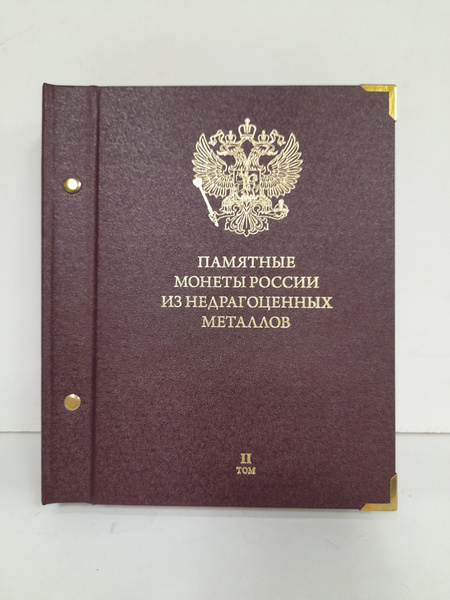 ПАМЯТНЫЕ
МОНЕТЫ РОССИИ
ИЗ НЕДРАГОЦЕННЫХ
МЕТАЛЛОВ
II
ТОМ